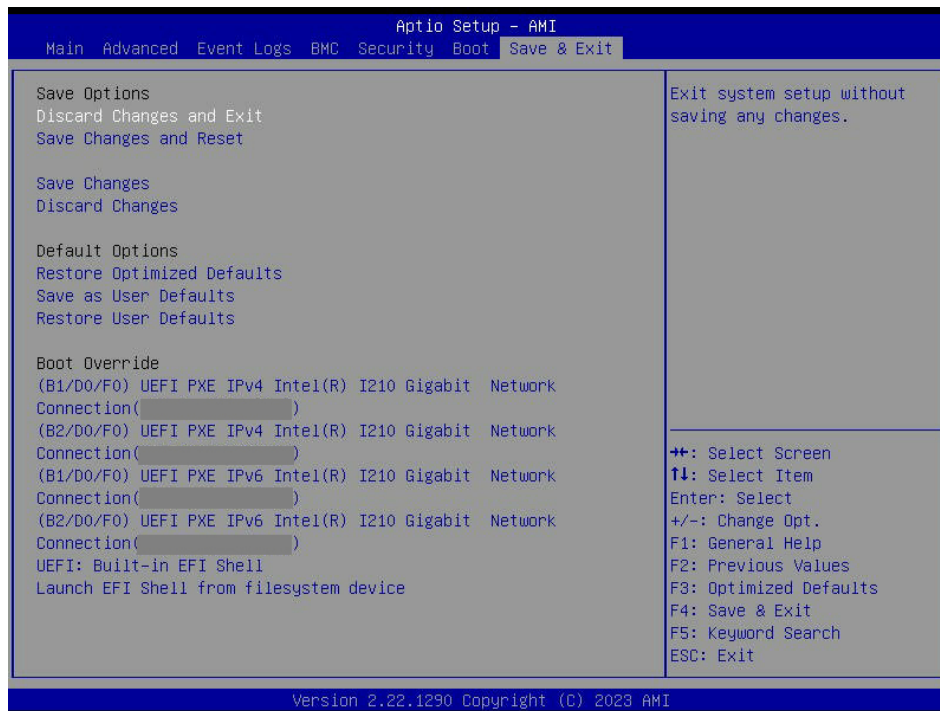 Aptio Setup – AMI
Main Advanced Event Logs BMC Security Boot Save & Exit
Save Options
Discard Changes and Exit
Save Changes and Reset
Save Changes
Discard Changes
Default Options
Restore Optimized Defaults
Save as User Defaults
Restore User Defaults
Boot Override
(B1/D0/F0) UEFI PXE IPv4 Intel(R) I210 Gigabit  Network
Connection( )
(B2/D0/F0) UEFI PXE IPv4 Intel(R) I210 Gigabit  Network
Connection( )
(B1/D0/F0) UEFI PXE IPv6 Intel(R) I210 Gigabit  Network
Connection( )
(B2/D0/F0) UEFI PXE IPv6 Intel(R) I210 Gigabit  Network
Connection( )
UEFI: Built-in EFI Shell
Launch EFI Shell from filesystem device
Exit system setup without
saving any changes.
→←: Select Screen
↑↓: Select Item
Enter: Select
+/-: Change Opt.
F1: General Help
F2: Previous Values
F3: Optimized Defaults
F4: Save & Exit
F5: Keyword Search
ESC: Exit
Version 2.22.1290 Copyright (C) 2023 AMI